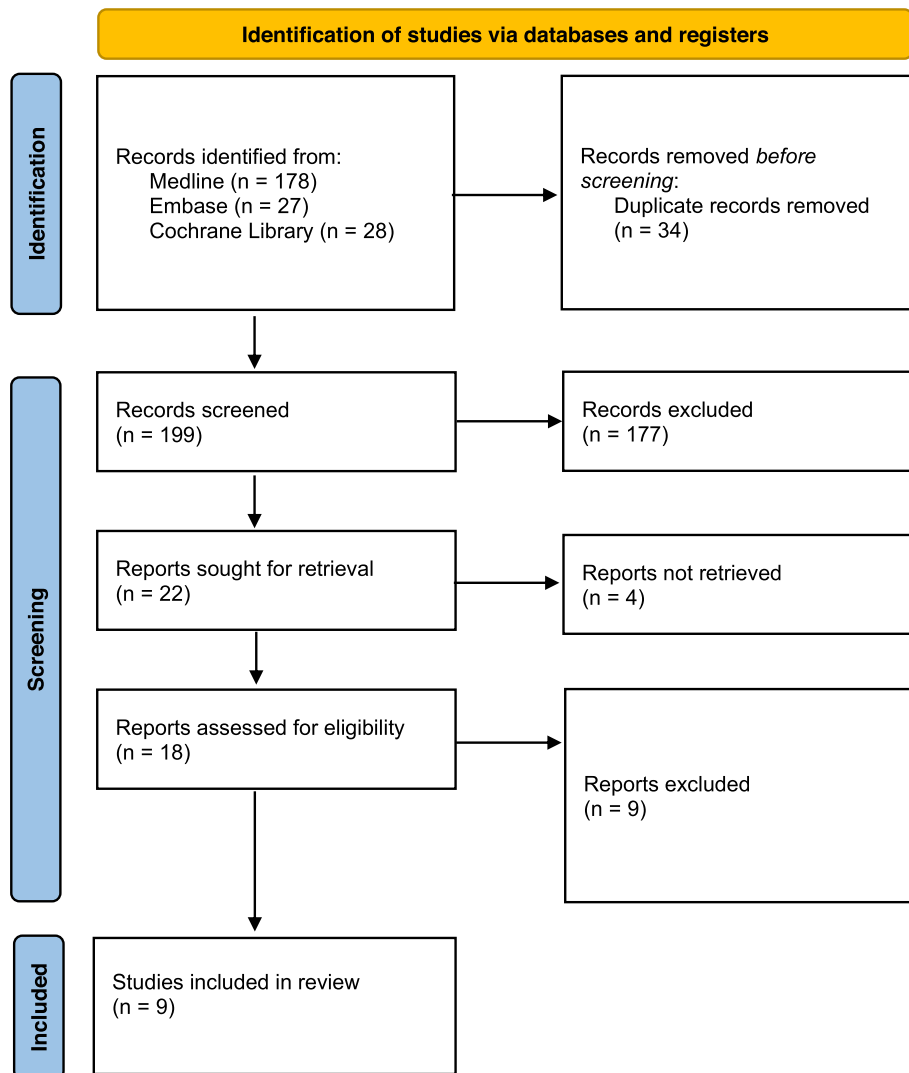 Identification of studies via databases and registers
Identification
Records identified from:
Medline (n = 178)
Embase (n = 27)
Cochrane Library (n = 28)
Records removed before
screening:
Duplicate records removed
(n = 34)
Screening
Records screened
(n = 199)
Records excluded
(n = 177)
Reports sought for retrieval
(n = 22)
Reports not retrieved
(n = 4)
Reports assessed for eligibility
(n = 18)
Reports excluded
(n = 9)
Included
Studies included in review
(n = 9)